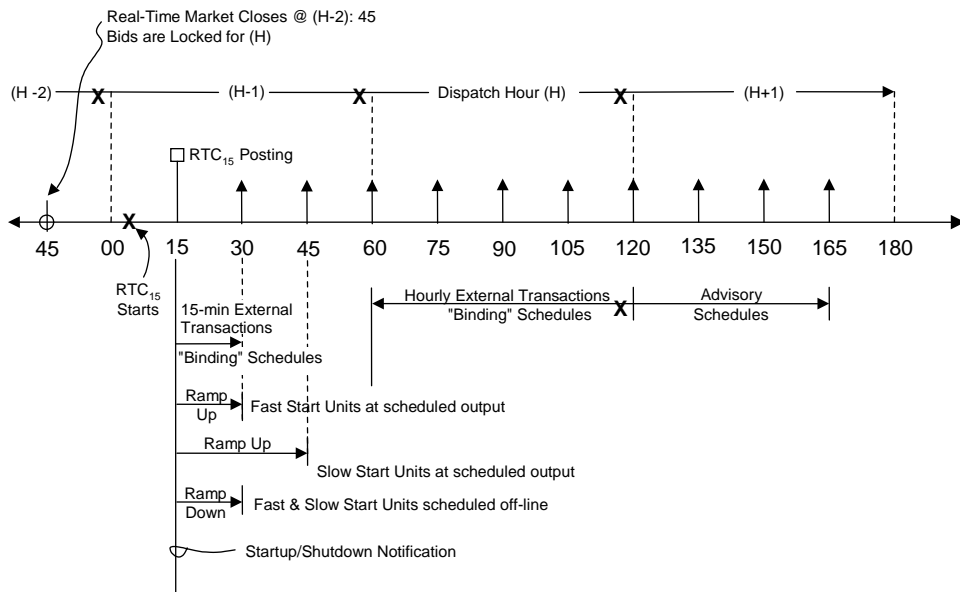 Real-Time Market Closes @ (H-2): 45
Bids are Locked for (H)
(H -2)
X
(H-1)
X
Dispatch Hour (H)
X
(H+1)
RTC15 Posting
X
45 00 15 30 45 60 75 90 105 120 135 150 165 180
RTC15
Starts
15-min External
Transactions
"Binding" Schedules
Hourly External Transactions
"Binding" Schedules
X
Advisory
Schedules
Ramp
Up
Fast Start Units at scheduled output
Ramp Up
Slow Start Units at scheduled output
Ramp
Down
Fast & Slow Start Units scheduled off-line
Startup/Shutdown Notification